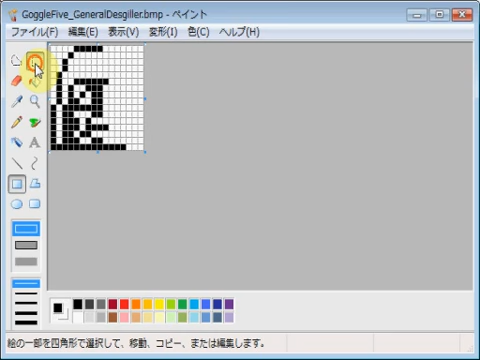 GoggleFive_GeneralDesgiller.bmp - ペイント
ファイル(F) 編集(E) 表示(V) 変形(I) 色(C) ヘルプ(H)
A
絵の一部を四角形で選択して、移動、コピー、または編集します。